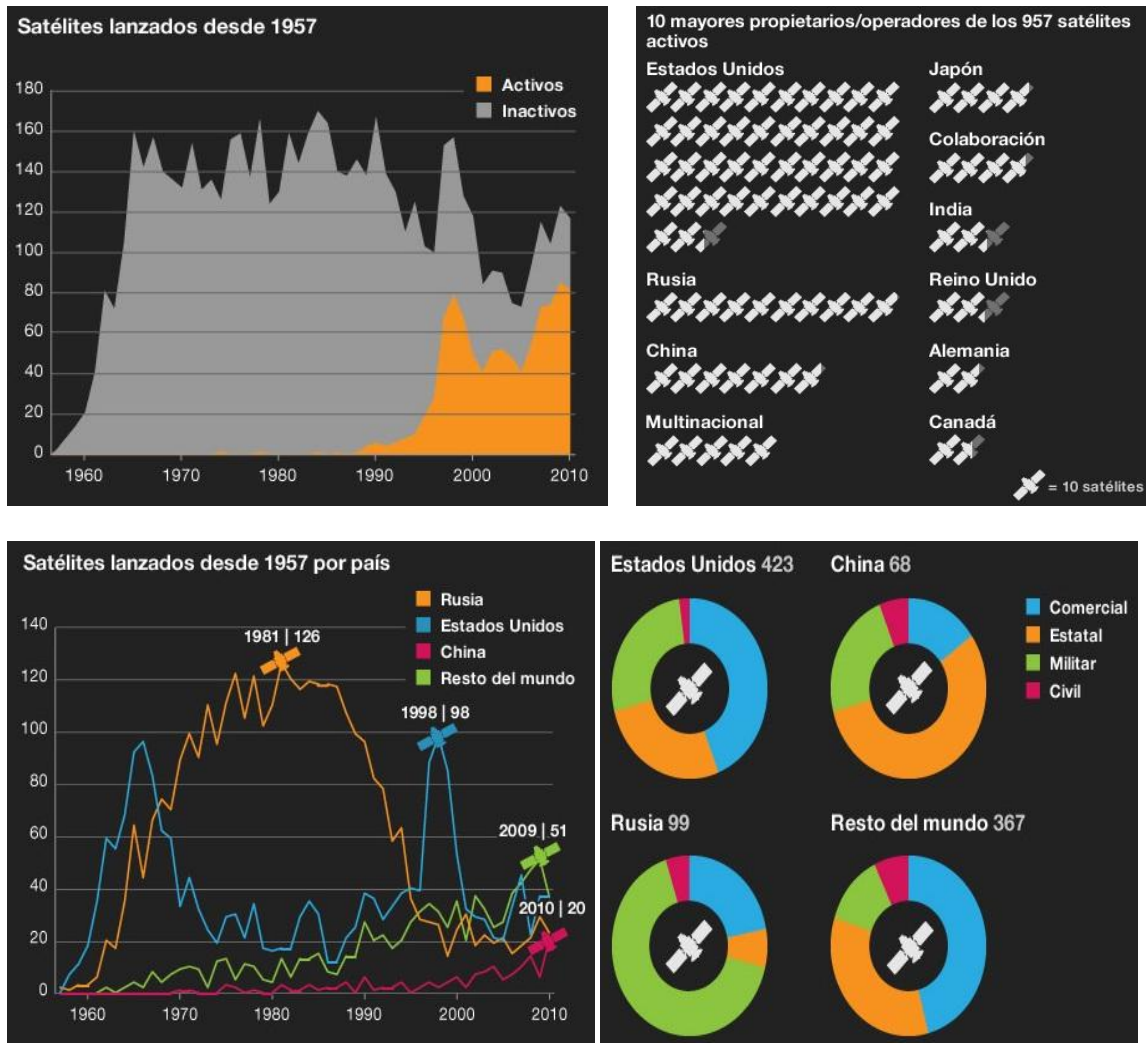 Satélites lanzados desde 1957
Activos
Inactivos
180
160
140
120
100
80
60
40
20
0
1960 1970 1980 1990 2000 2010
10 mayores propietarios/operadores de los 957 satélites
activos
Estados Unidos
Rusia
China
Multinacional
Japón
Colaboración
India
Reino Unido
Alemania
Canadá
= 10 satélites
Satélites lanzados desde 1957 por país
Rusia
Estados Unidos
China
Resto del mundo
140
120
100
80
60
40
20
0
1981 | 126
1998 | 98
2009 | 51
2010 | 20
1960 1970 1980 1990 2000 2010
Estados Unidos 423
China 68
Comercial
Estatal
Militar
Civil
Rusia 99
Resto del mundo 367